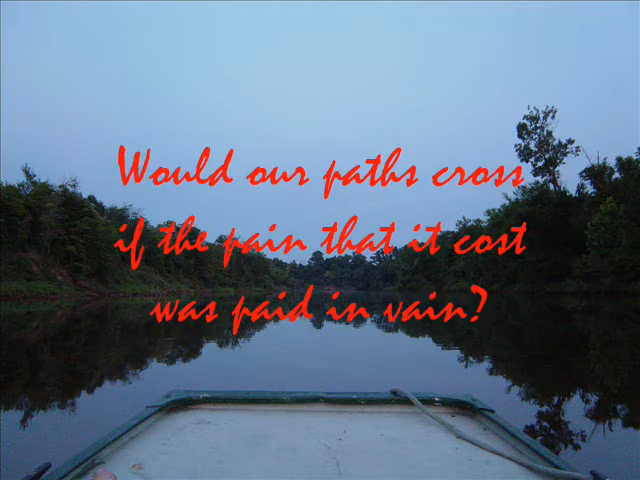 Would our paths cross
if the pain that it cost
was paid in vain?